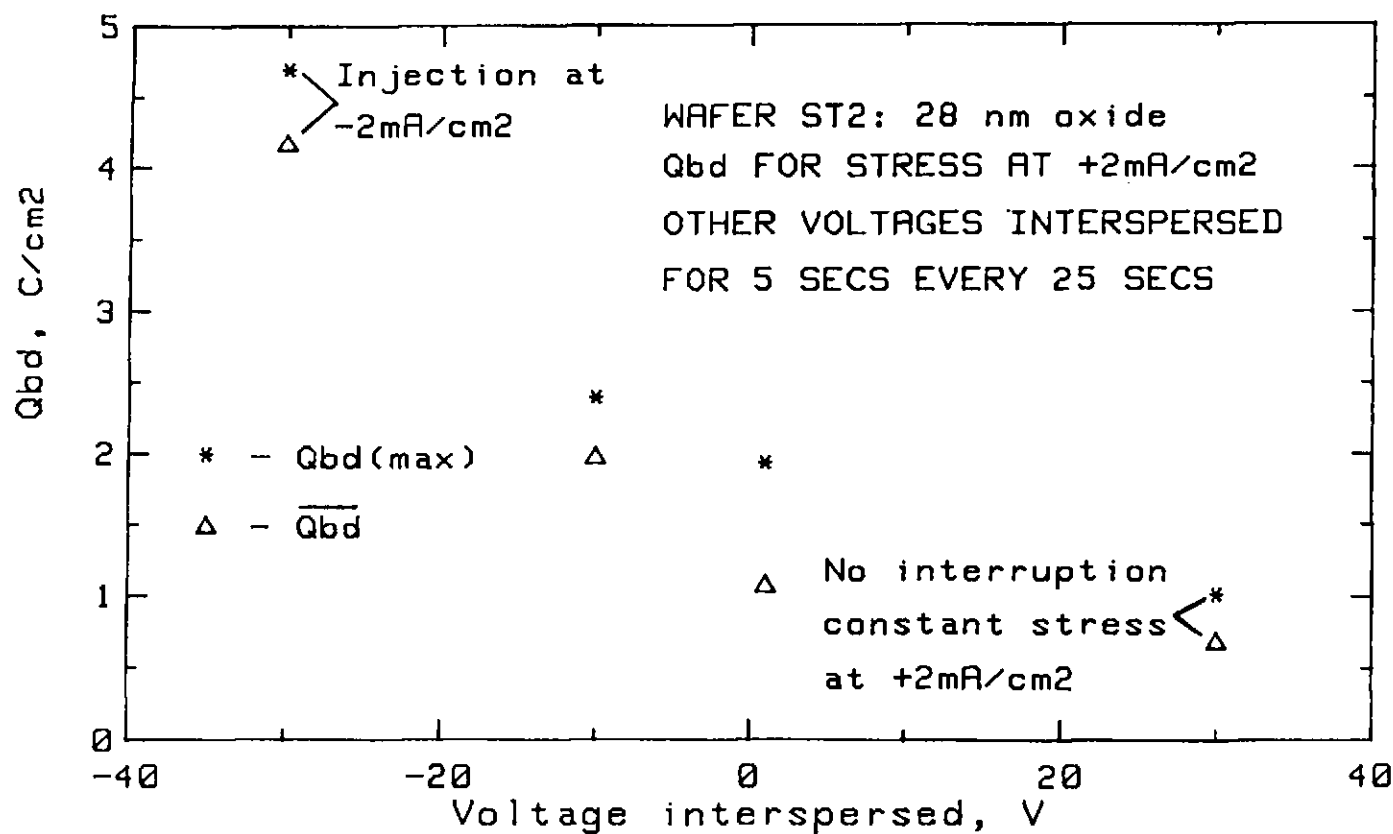 5
4
3
2
1
0
Qbd, C/cm2
* Injection at
△ -2mA/cm2
WAFER ST2: 28 nm oxide
Qbd FOR STRESS AT +2mA/cm2
OTHER VOLTAGES INTERSPERSED
FOR 5 SECS EVERY 25 SECS
* - Qbd(max)
△ - Q̅b̅d̅
No interruption
constant stress
at +2mA/cm2
-40 -20 0 20 40
Voltage interspersed, V